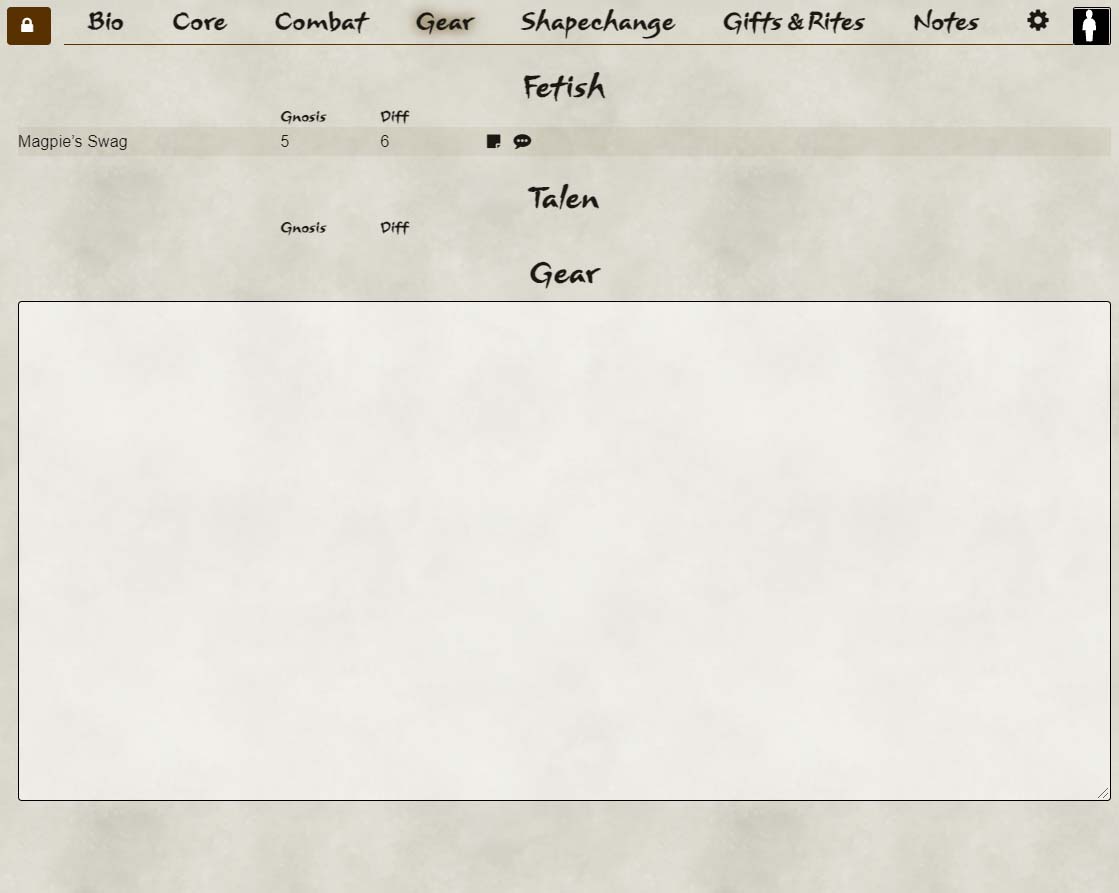 Bio Core Combat Gear Shapechange Gifts & Rites Notes
Fetish
Gnosis Diff
Magpie's Swag 5 6
Talen
Gnosis Diff
Gear